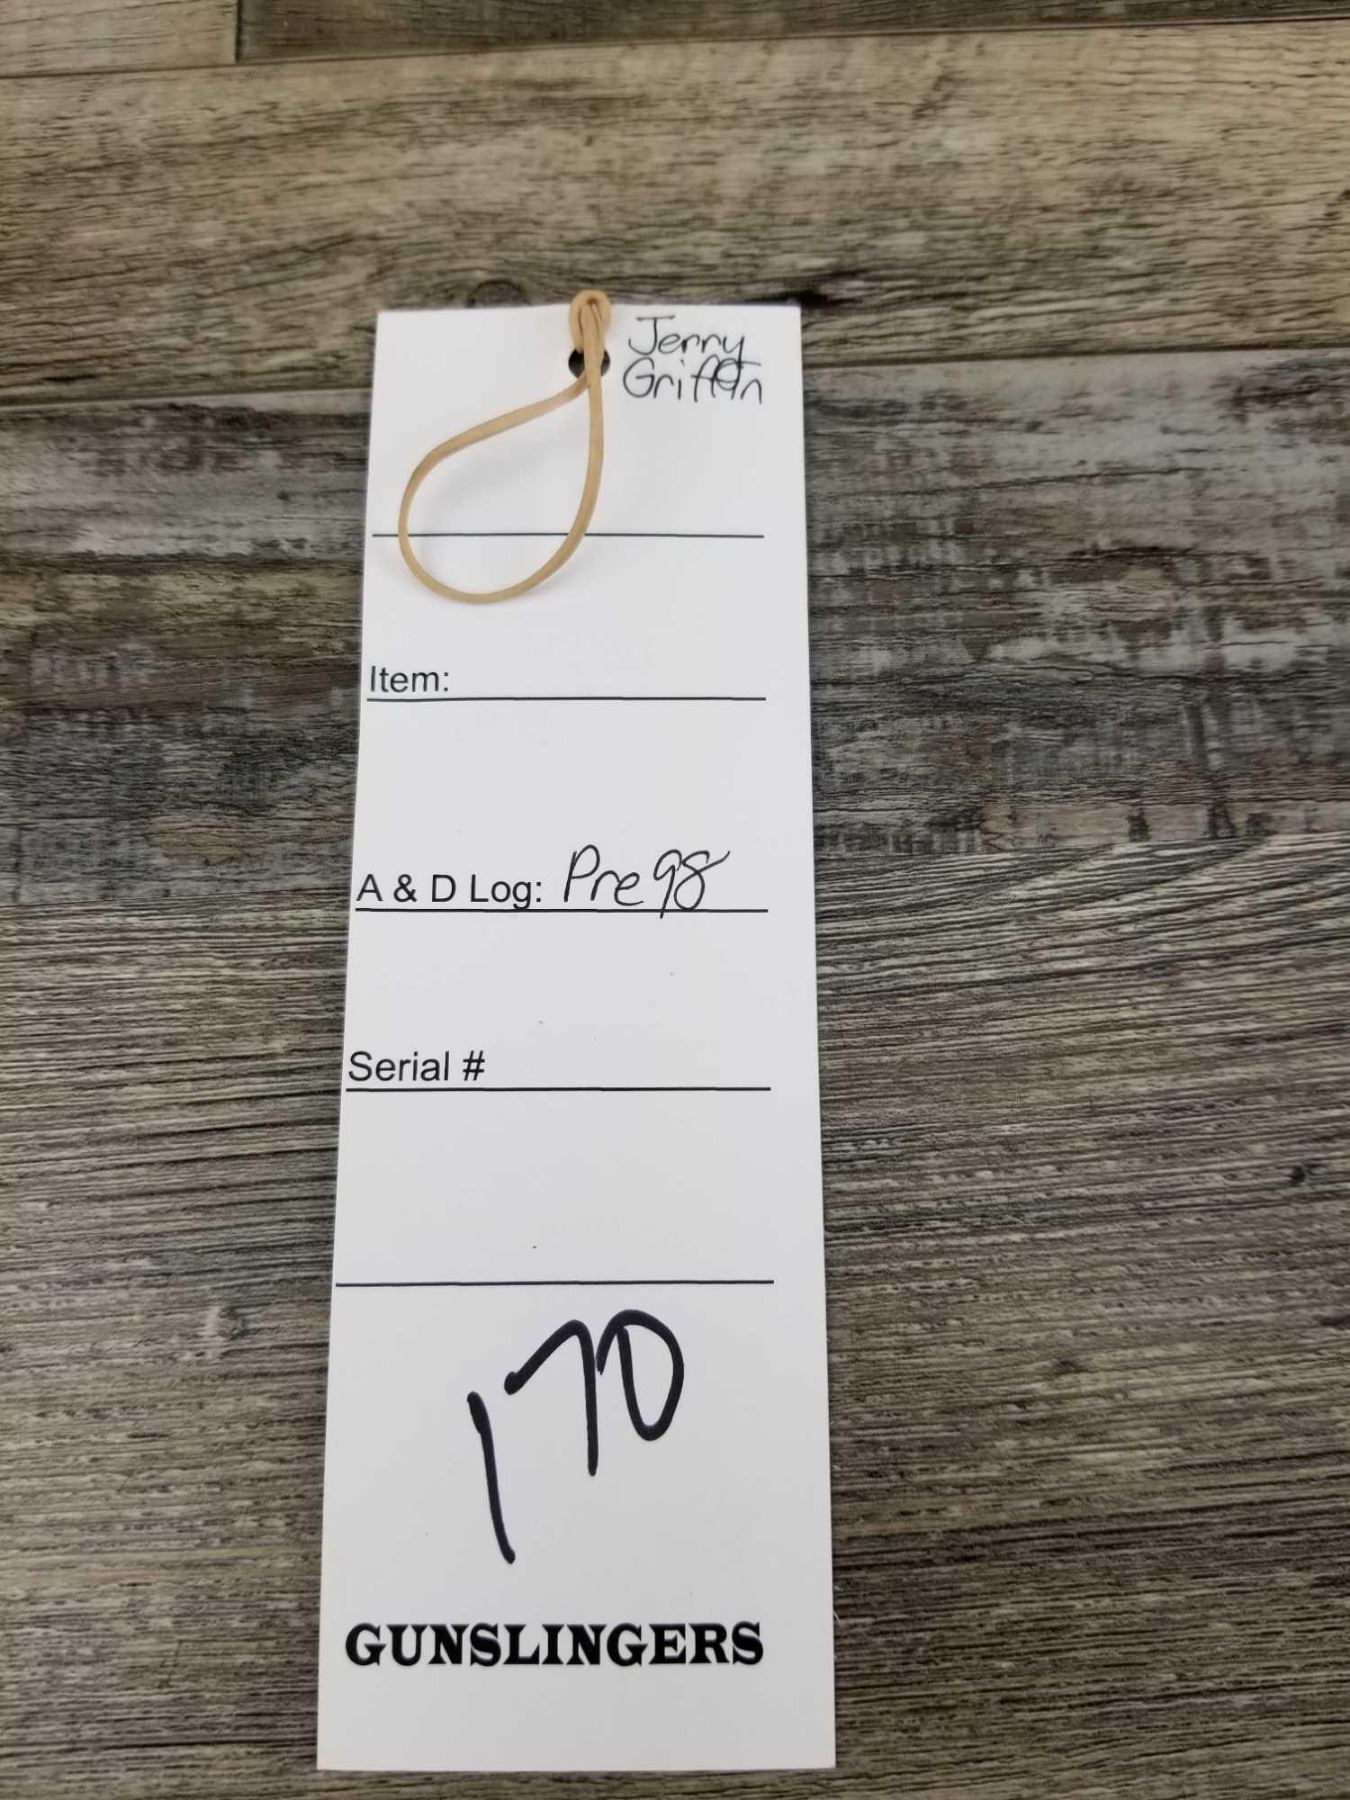 Jerry
Griffin
Item:
A & D Log: Pre 98
Serial #
170
GUNSLINGERS